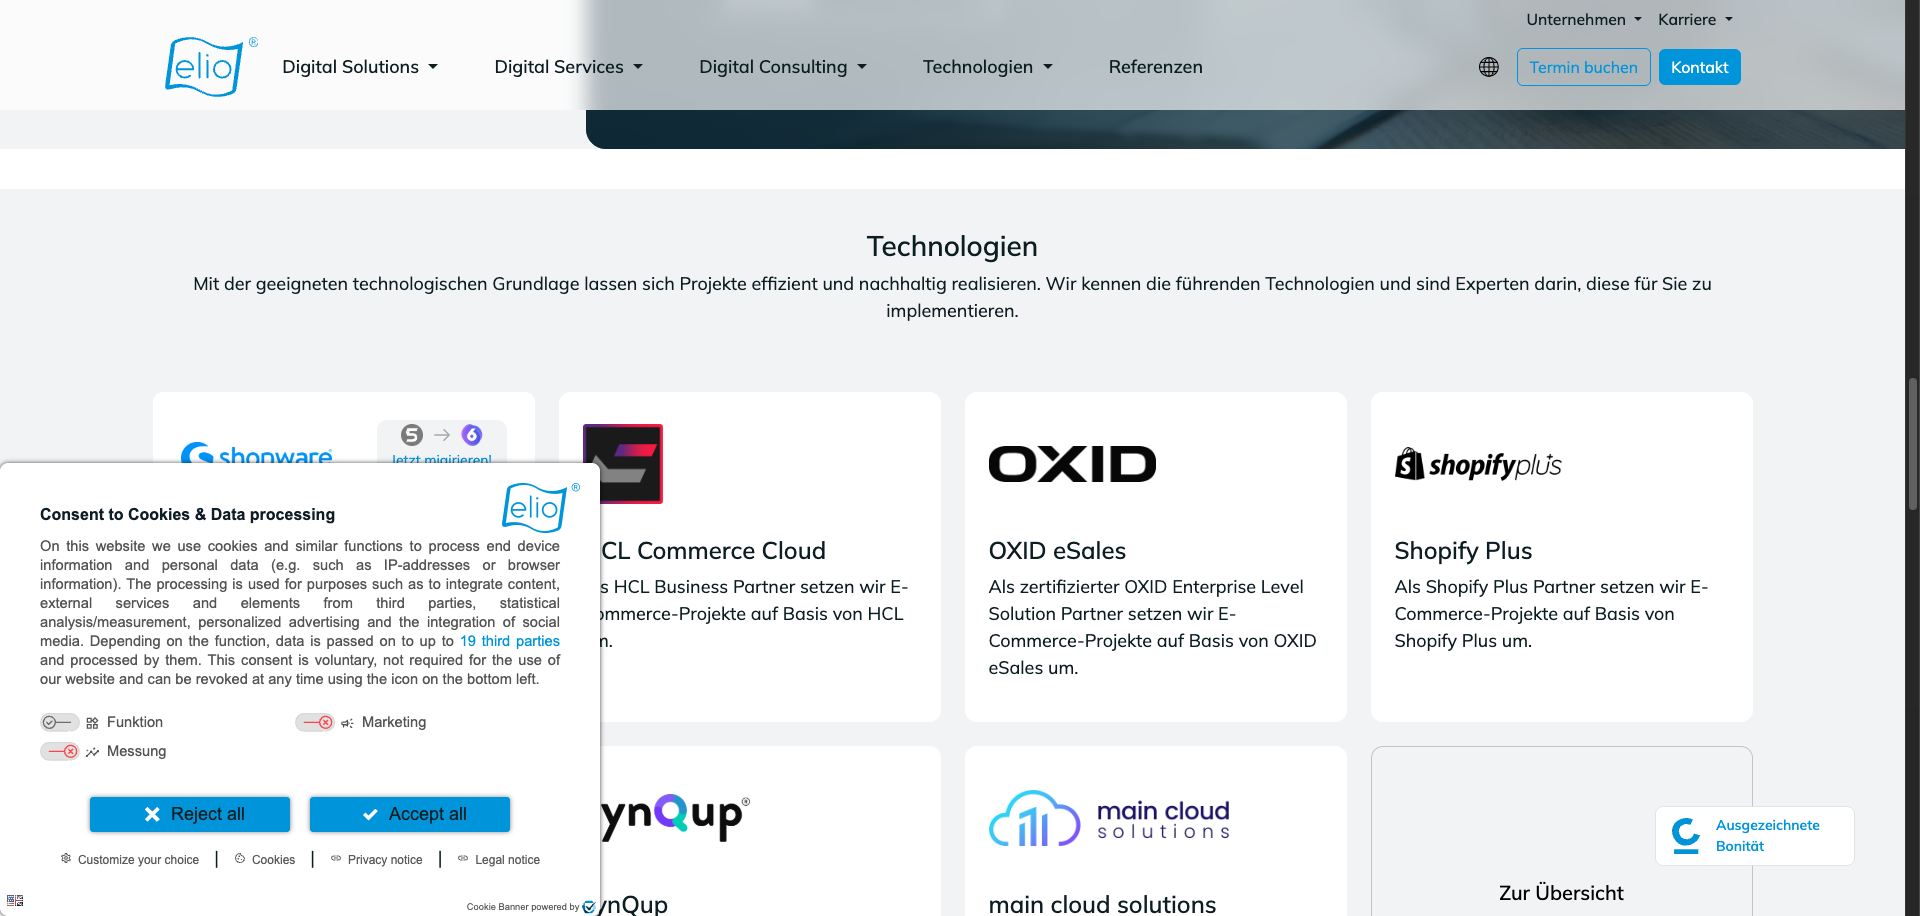 Unternehmen
Karriere
elio®
Digital Solutions
Digital Services
Digital Consulting
Technologien
Referenzen
Termin buchen
Kontakt
Technologien
Mit der geeigneten technologischen Grundlage lassen sich Projekte effizient und nachhaltig realisieren. Wir kennen die führenden Technologien und sind Experten darin, diese für Sie zu
implementieren.
shopware
5 → 6
Jetzt migrieren!
CL Commerce Cloud
s HCL Business Partner setzen wir E-
ommerce-Projekte auf Basis von HCL
m.
OXID
OXID eSales
Als zertifizierter OXID Enterprise Level
Solution Partner setzen wir E-
Commerce-Projekte auf Basis von OXID
eSales um.
shopifyplus
Shopify Plus
Als Shopify Plus Partner setzen wir E-
Commerce-Projekte auf Basis von
Shopify Plus um.
ynQup®
ynQup
main cloud
solutions
main cloud solutions
Zur Übersicht
Ausgezeichnete
Bonität
elio®
Consent to Cookies & Data processing
On this website we use cookies and similar functions to process end device
information and personal data (e.g. such as IP-addresses or browser
information). The processing is used for purposes such as to integrate content,
external services and elements from third parties, statistical
analysis/measurement, personalized advertising and the integration of social
media. Depending on the function, data is passed on to up to 19 third parties
and processed by them. This consent is voluntary, not required for the use of
our website and can be revoked at any time using the icon on the bottom left.
Funktion
Marketing
Messung
Reject all
Accept all
Customize your choice
Cookies
Privacy notice
Legal notice
Cookie Banner powered by